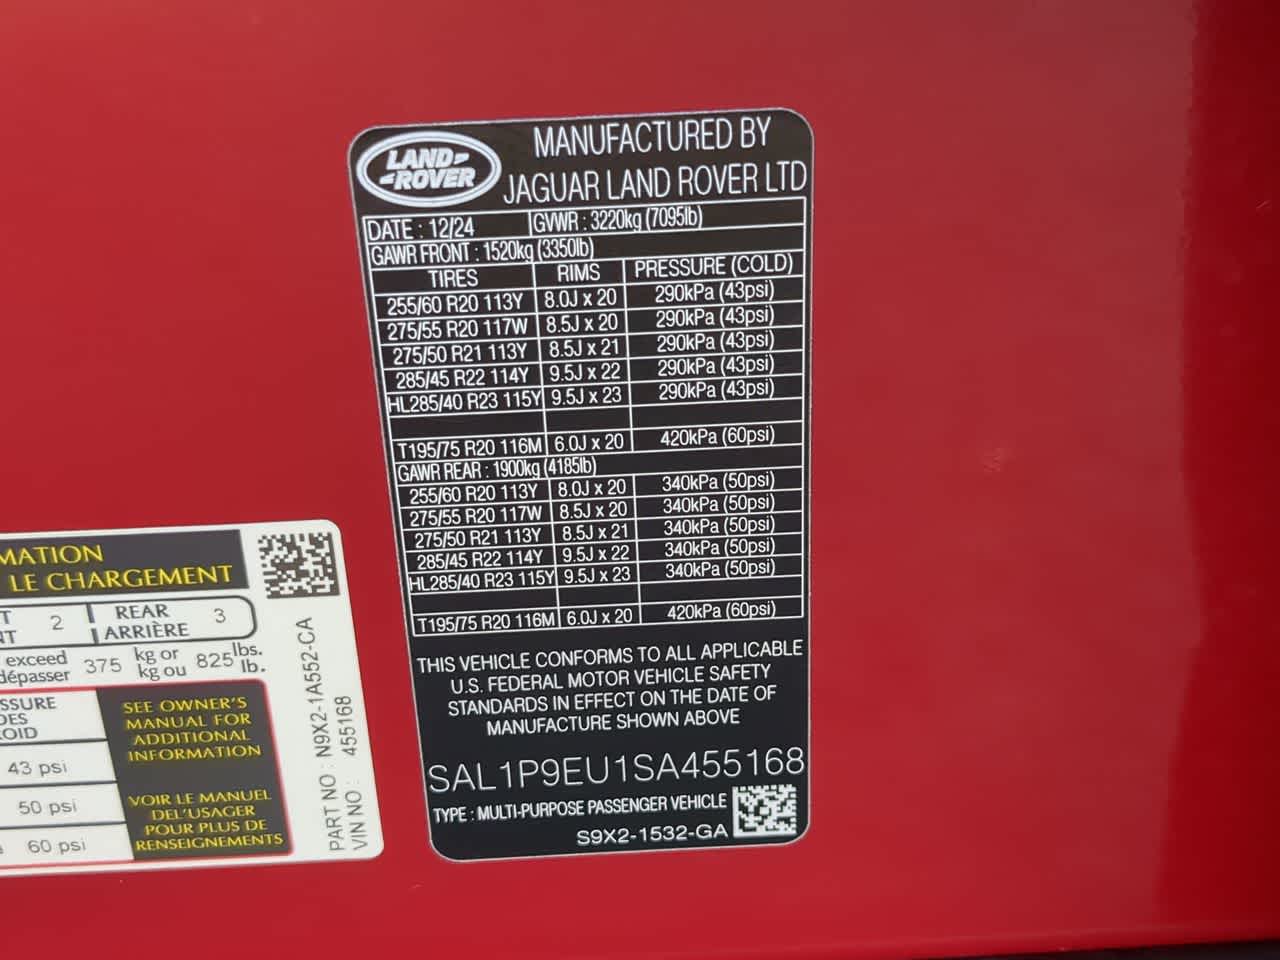 LAND-
-ROVER
MANUFACTURED BY
JAGUAR LAND ROVER LTD
DATE : 12/24 GVWR : 3220kg (7095lb)
GAWR FRONT : 1520kg (3350lb)
TIRES RIMS PRESSURE (COLD)
255/60 R20 113Y 8.0J x 20 290kPa (43psi)
275/55 R20 117W 8.5J x 20 290kPa (43psi)
275/50 R21 113Y 8.5J x 21 290kPa (43psi)
285/45 R22 114Y 9.5J x 22 290kPa (43psi)
HL285/40 R23 115Y 9.5J x 23 290kPa (43psi)
T195/75 R20 116M 6.0J x 20 420kPa (60psi)
GAWR REAR : 1900kg (4185lb)
255/60 R20 113Y 8.0J x 20 340kPa (50psi)
275/55 R20 117W 8.5J x 20 340kPa (50psi)
275/50 R21 113Y 8.5J x 21 340kPa (50psi)
285/45 R22 114Y 9.5J x 22 340kPa (50psi)
HL285/40 R23 115Y 9.5J x 23 340kPa (50psi)
T195/75 R20 116M 6.0J x 20 420kPa (60psi)
THIS VEHICLE CONFORMS TO ALL APPLICABLE
U.S. FEDERAL MOTOR VEHICLE SAFETY
STANDARDS IN EFFECT ON THE DATE OF
MANUFACTURE SHOWN ABOVE
SAL1P9EU1SA455168
TYPE : MULTI-PURPOSE PASSENGER VEHICLE
S9X2-1532-GA
MATION
LE CHARGEMENT
T 2 REAR 3
NT ARRIÈRE
exceed 375 kg or 825 lbs.
dépasser kg ou lb.
SSURE
DES
OID
43 psi
50 psi
60 psi
SEE OWNER'S
MANUAL FOR
ADDITIONAL
INFORMATION
VOIR LE MANUEL
DEL'USAGER
POUR PLUS DE
RENSEIGNEMENTS
PART NO : N9X2-1A552-CA
VIN NO : 455168